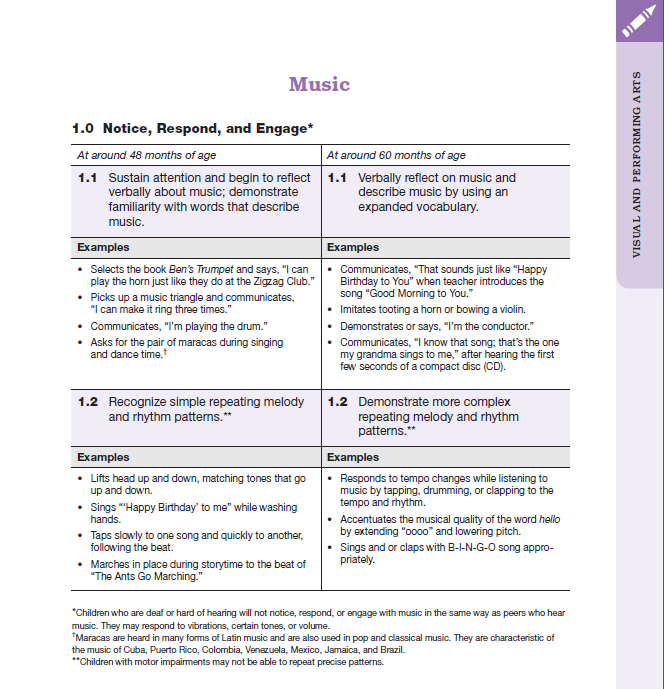 Music
1.0 Notice, Respond, and Engage*
At around 48 months of age
At around 60 months of age
1.1 Sustain attention and begin to reflect
verbally about music; demonstrate
familiarity with words that describe
music.
1.1 Verbally reflect on music and
describe music by using an
expanded vocabulary.
Examples
• Selects the book Ben's Trumpet and says, “I can
play the horn just like they do at the Zigzag Club.”
• Picks up a music triangle and communicates,
“I can make it ring three times.”
• Communicates, “I'm playing the drum.”
• Asks for the pair of maracas during singing
and dance time.†
Examples
• Communicates, “That sounds just like “Happy
Birthday to You” when teacher introduces the
song “Good Morning to You.”
• Imitates tooting a horn or bowing a violin.
• Demonstrates or says, “I'm the conductor.”
• Communicates, “I know that song; that's the one
my grandma sings to me,” after hearing the first
few seconds of a compact disc (CD).
1.2 Recognize simple repeating melody
and rhythm patterns.**
1.2 Demonstrate more complex
repeating melody and rhythm
patterns.**
Examples
• Lifts head up and down, matching tones that go
up and down.
• Sings “‘Happy Birthday’ to me” while washing
hands.
• Taps slowly to one song and quickly to another,
following the beat.
• Marches in place during storytime to the beat of
“The Ants Go Marching.”
Examples
• Responds to tempo changes while listening to
music by tapping, drumming, or clapping to the
tempo and rhythm.
• Accentuates the musical quality of the word hello
by extending “oooo” and lowering pitch.
• Sings and or claps with B-I-N-G-O song appro-
priately.
*Children who are deaf or hard of hearing will not notice, respond, or engage with music in the same way as peers who hear
music. They may respond to vibrations, certain tones, or volume.
†Maracas are heard in many forms of Latin music and are also used in pop and classical music. They are characteristic of
the music of Cuba, Puerto Rico, Colombia, Venezuela, Mexico, Jamaica, and Brazil.
**Children with motor impairments may not be able to repeat precise patterns.
VISUAL AND PERFORMING ARTS